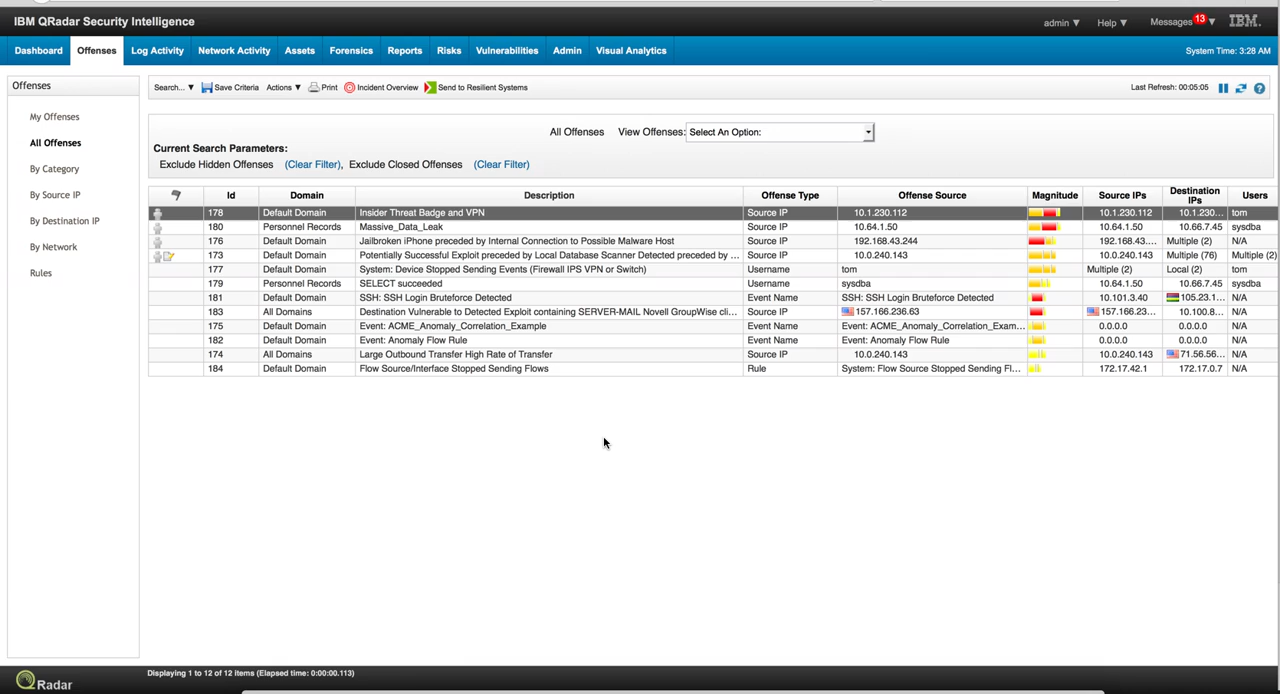 IBM QRadar Security Intelligence
admin ▼ Help ▼ Messages 13 ▼ IBM.
Dashboard Offenses Log Activity Network Activity Assets Forensics Reports Risks Vulnerabilities Admin Visual Analytics System Time: 3:28 AM
Offenses
My Offenses
All Offenses
By Category
By Source IP
By Destination IP
By Network
Rules
Search... ▼ Save Criteria Actions ▼ Print Incident Overview Send to Resilient Systems Last Refresh: 00:05:05
All Offenses View Offenses: Select An Option:
Current Search Parameters:
Exclude Hidden Offenses (Clear Filter), Exclude Closed Offenses (Clear Filter)
Id Domain Description Offense Type Offense Source Magnitude Source IPs Destination IPs Users
178 Default Domain Insider Threat Badge and VPN Source IP 10.1.230.112 10.1.230.112 10.1.230... tom
180 Personnel Records Massive_Data_Leak Source IP 10.64.1.50 10.64.1.50 10.66.7.45 sysdba
176 Default Domain Jailbroken iPhone preceded by Internal Connection to Possible Malware Host Source IP 192.168.43.244 192.168.43.... Multiple (2) N/A
173 Default Domain Potentially Successful Exploit preceded by Local Database Scanner Detected preceded by ... Source IP 10.0.240.143 10.0.240.143 Multiple (76) Multiple (2)
177 Default Domain System: Device Stopped Sending Events (Firewall IPS VPN or Switch) Username tom Multiple (2) Local (2) tom
179 Personnel Records SELECT succeeded Username sysdba 10.64.1.50 10.66.7.45 sysdba
181 Default Domain SSH: SSH Login Bruteforce Detected Event Name SSH: SSH Login Bruteforce Detected 10.101.3.40 105.23.1... N/A
183 All Domains Destination Vulnerable to Detected Exploit containing SERVER-MAIL Novell GroupWise cli... Source IP 157.166.236.63 157.166.23... 10.100.8... N/A
175 Default Domain Event: ACME_Anomaly_Correlation_Example Event Name Event: ACME_Anomaly_Correlation_Exam... 0.0.0.0 0.0.0.0 N/A
182 Default Domain Event: Anomaly Flow Rule Event Name Event: Anomaly Flow Rule 0.0.0.0 0.0.0.0 N/A
174 All Domains Large Outbound Transfer High Rate of Transfer Source IP 10.0.240.143 10.0.240.143 71.56.56... N/A
184 Default Domain Flow Source/Interface Stopped Sending Flows Rule System: Flow Source Stopped Sending Fl... 172.17.42.1 172.17.0.7 N/A
QRadar Displaying 1 to 12 of 12 items (Elapsed time: 0:00:00.113)